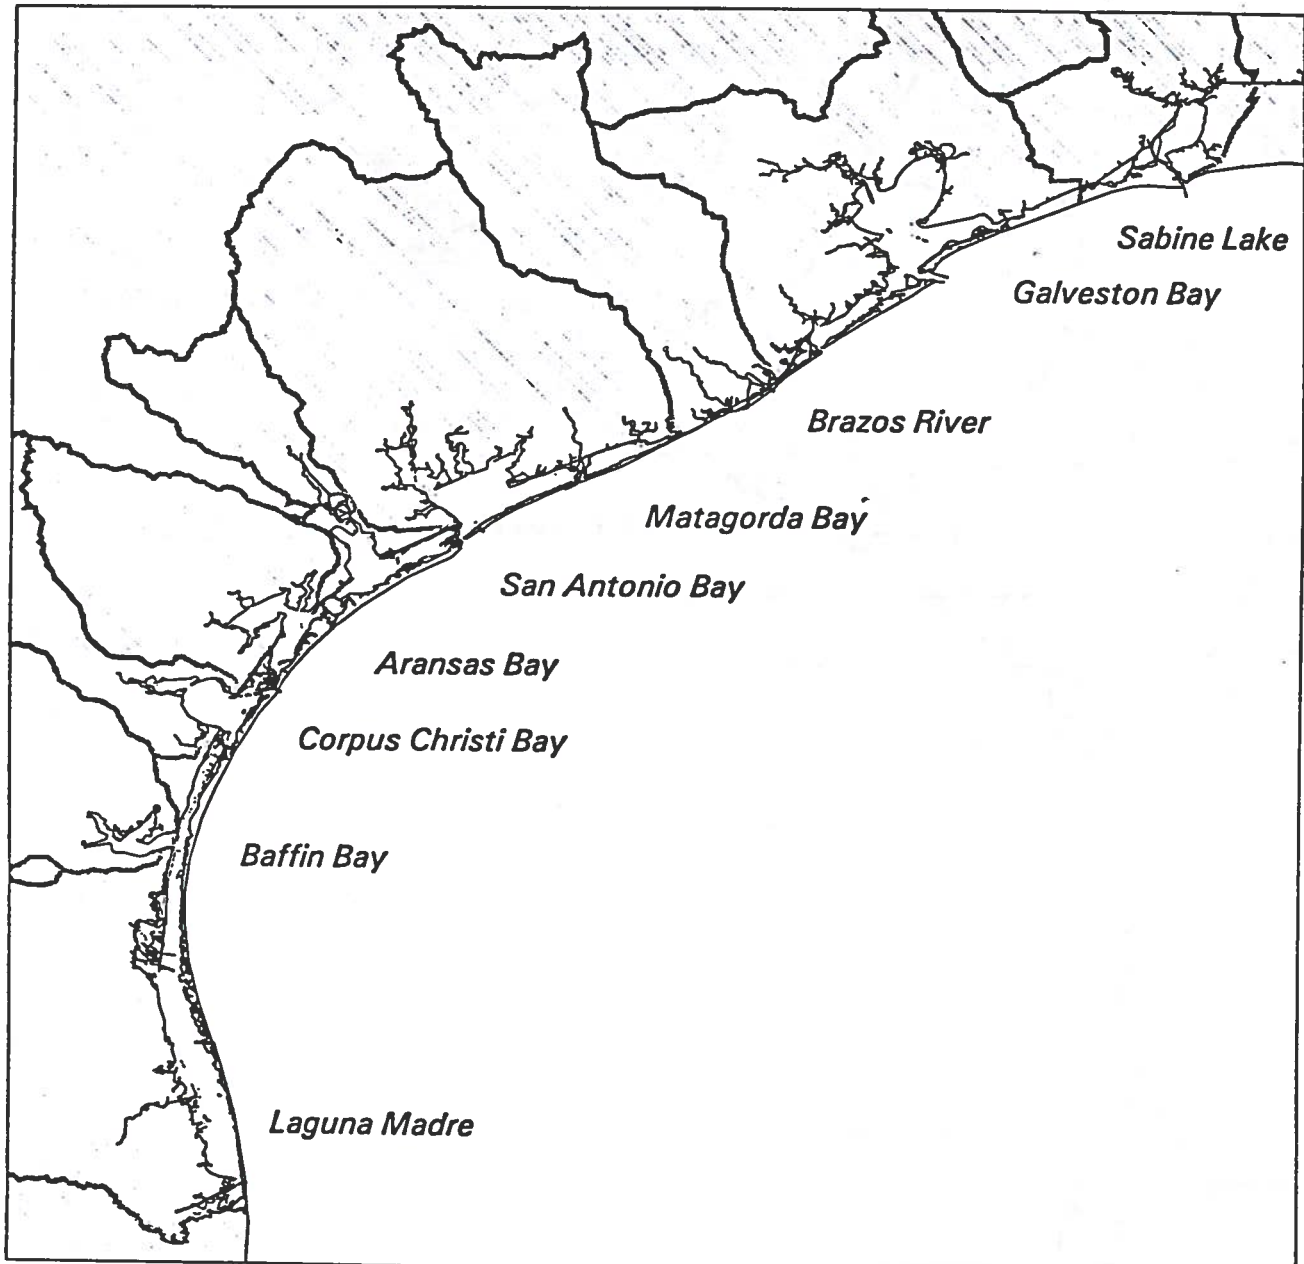 Sabine Lake
Galveston Bay
Brazos River
Matagorda Bay
San Antonio Bay
Aransas Bay
Corpus Christi Bay
Baffin Bay
Laguna Madre